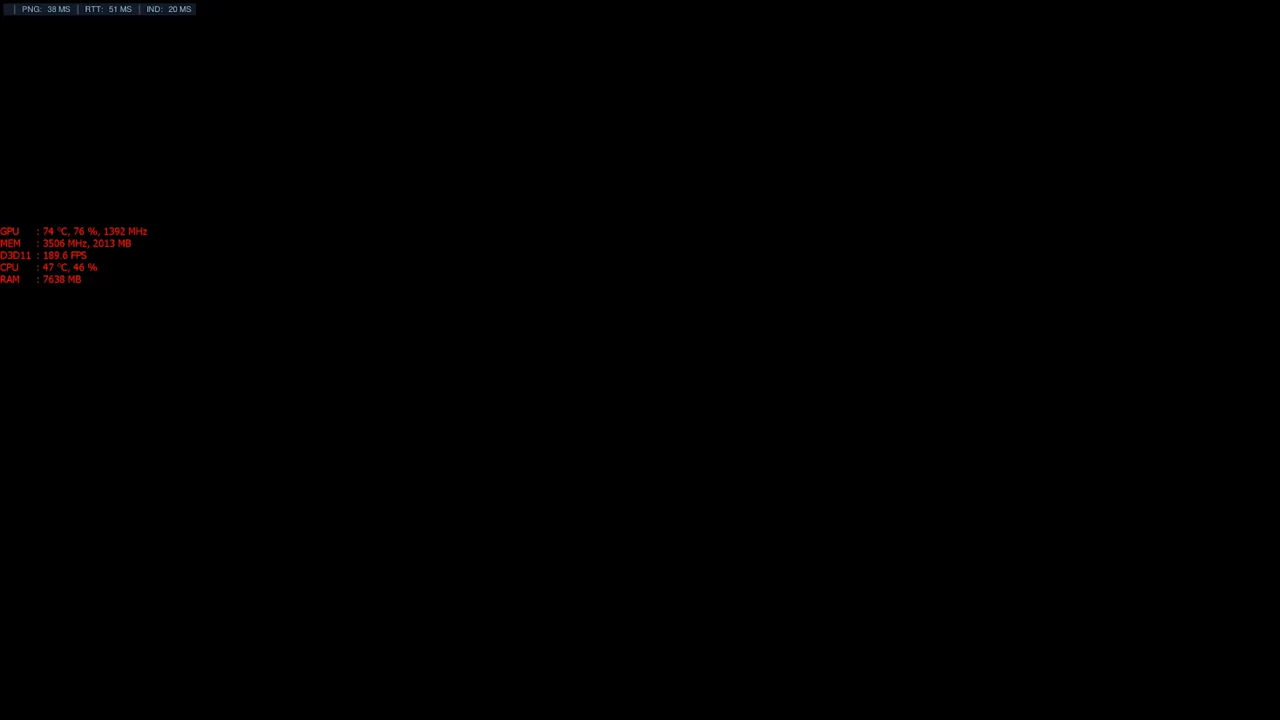 | PNG: 38 MS | RTT: 51 MS | IND: 20 MS
GPU : 74 °C, 76 %, 1392 MHz
MEM : 3506 MHz, 2013 MB
D3D11 : 189.6 FPS
CPU : 47 °C, 46 %
RAM : 7638 MB